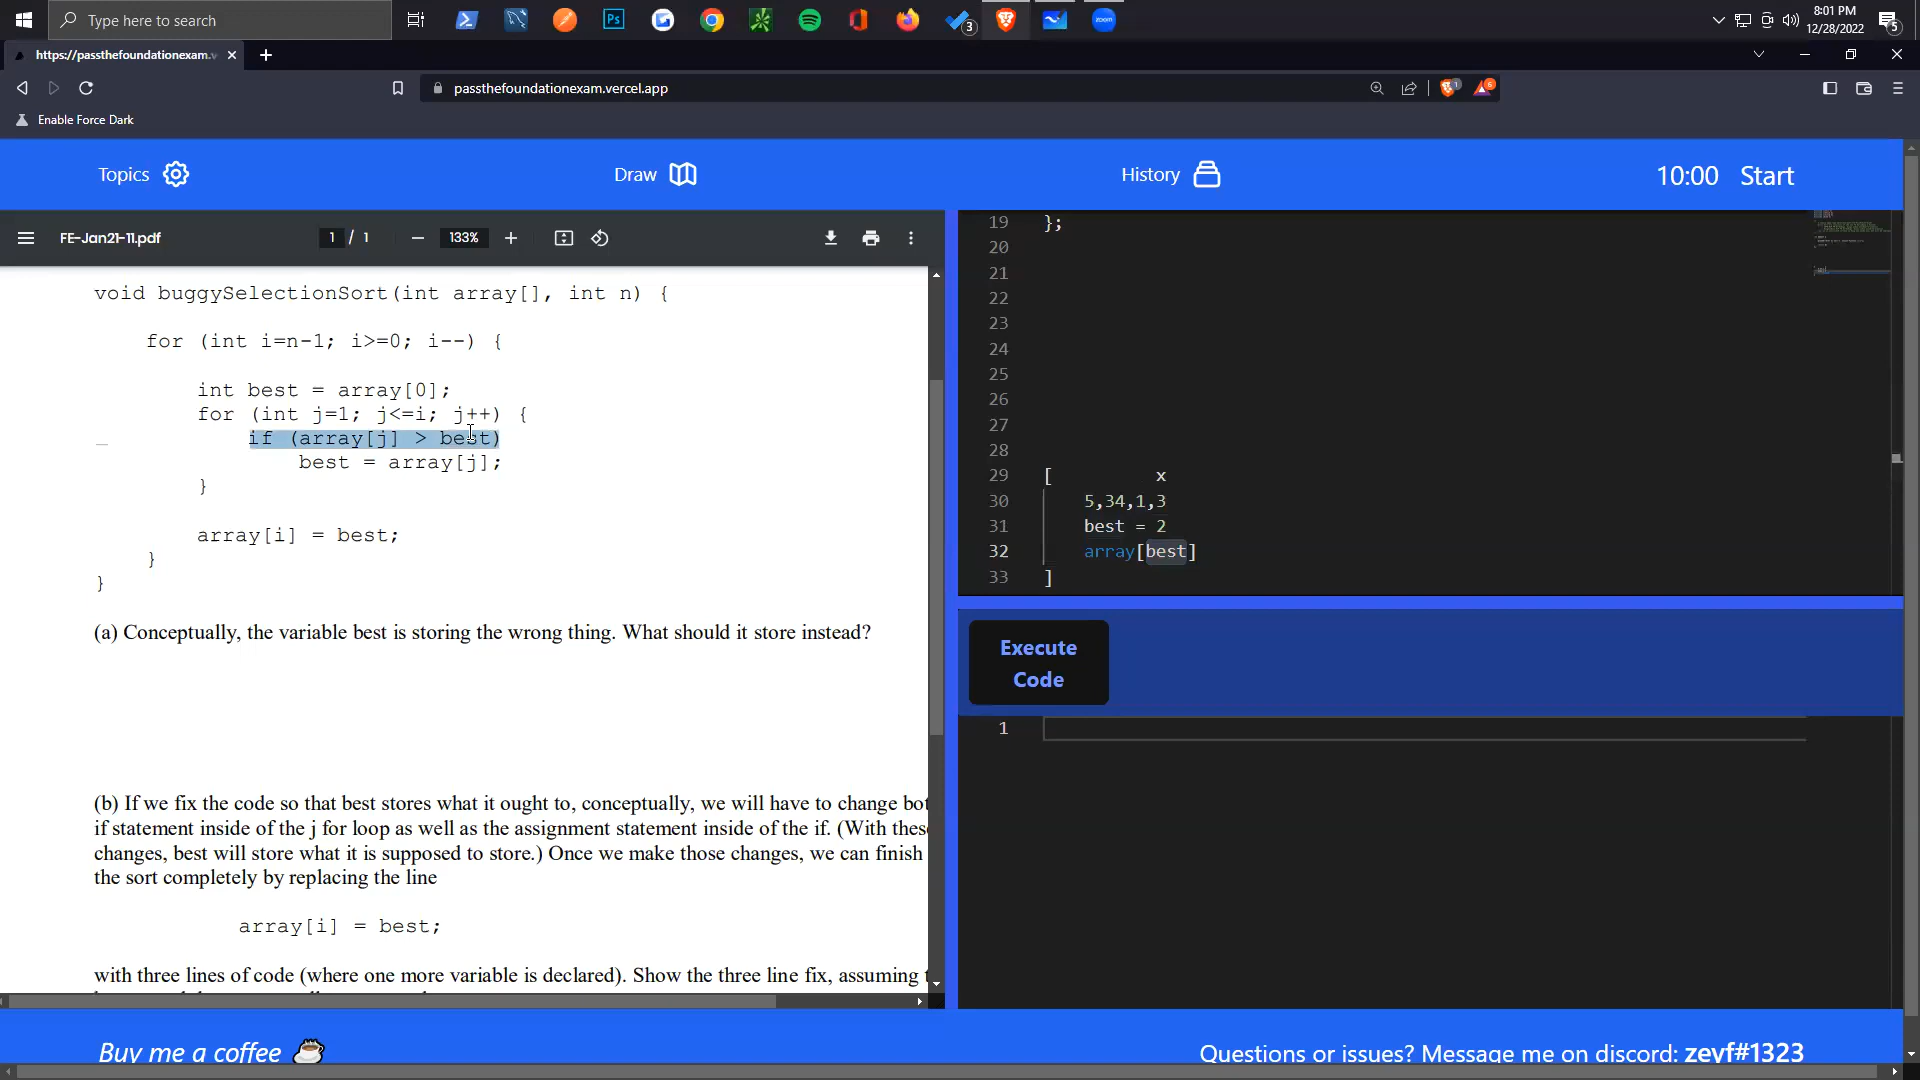 Type here to search
Ps
3
zoom
8:01 PM
12/28/2022
5
https://passthefoundationexam.v
passthefoundationexam.vercel.app
1
6
Enable Force Dark
Topics
Draw
History
10:00 Start
FE-Jan21-11.pdf
1 / 1
133%
void buggySelectionSort(int array[], int n) {
for (int i=n-1; i>=0; i--) {
int best = array[0];
for (int j=1; j<=i; j++) {
if (array[j] > best)
best = array[j];
}
array[i] = best;
}
}
(a) Conceptually, the variable best is storing the wrong thing. What should it store instead?
(b) If we fix the code so that best stores what it ought to, conceptually, we will have to change bot
if statement inside of the j for loop as well as the assignment statement inside of the if. (With thes
changes, best will store what it is supposed to store.) Once we make those changes, we can finish
the sort completely by replacing the line
array[i] = best;
with three lines of code (where one more variable is declared). Show the three line fix, assuming
19 };
20
21
22
23
24
25
26
27
28
29 [ x
30 5,34,1,3
31 best = 2
32 array[best]
33 ]
Execute
Code
1
Buy me a coffee
Questions or issues? Message me on discord: zeyf#1323